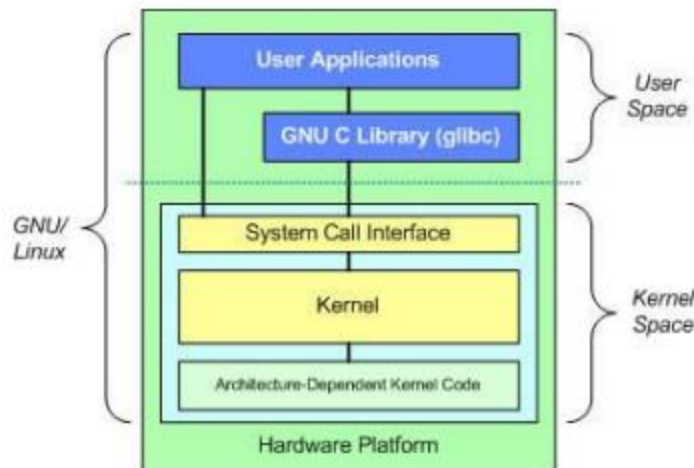 User Applications
User
Space
GNU C Library (glibc)
GNU/
Linux
System Call Interface
Kernel
Kernel
Space
Architecture-Dependent Kernel Code
Hardware Platform